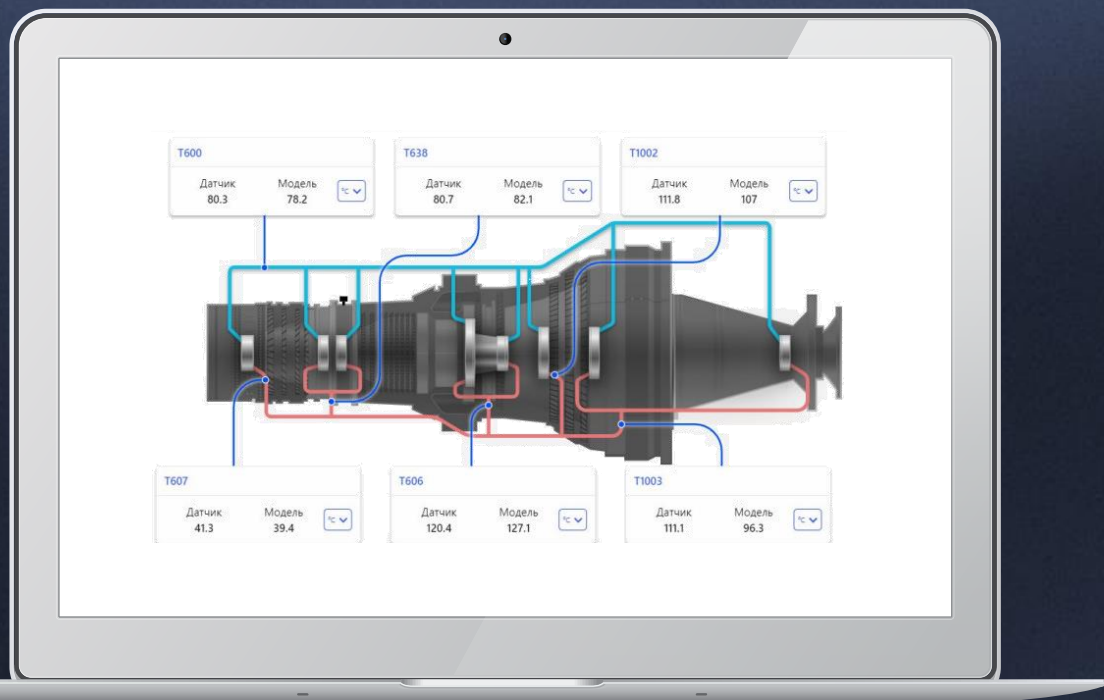 T600
Датчик Модель
80.3 78.2 °C
T638
Датчик Модель
80.7 82.1 °C
T1002
Датчик Модель
111.8 107 °C
T607
Датчик Модель
41.3 39.4 °C
T606
Датчик Модель
120.4 127.1 °C
T1003
Датчик Модель
111.1 96.3 °C